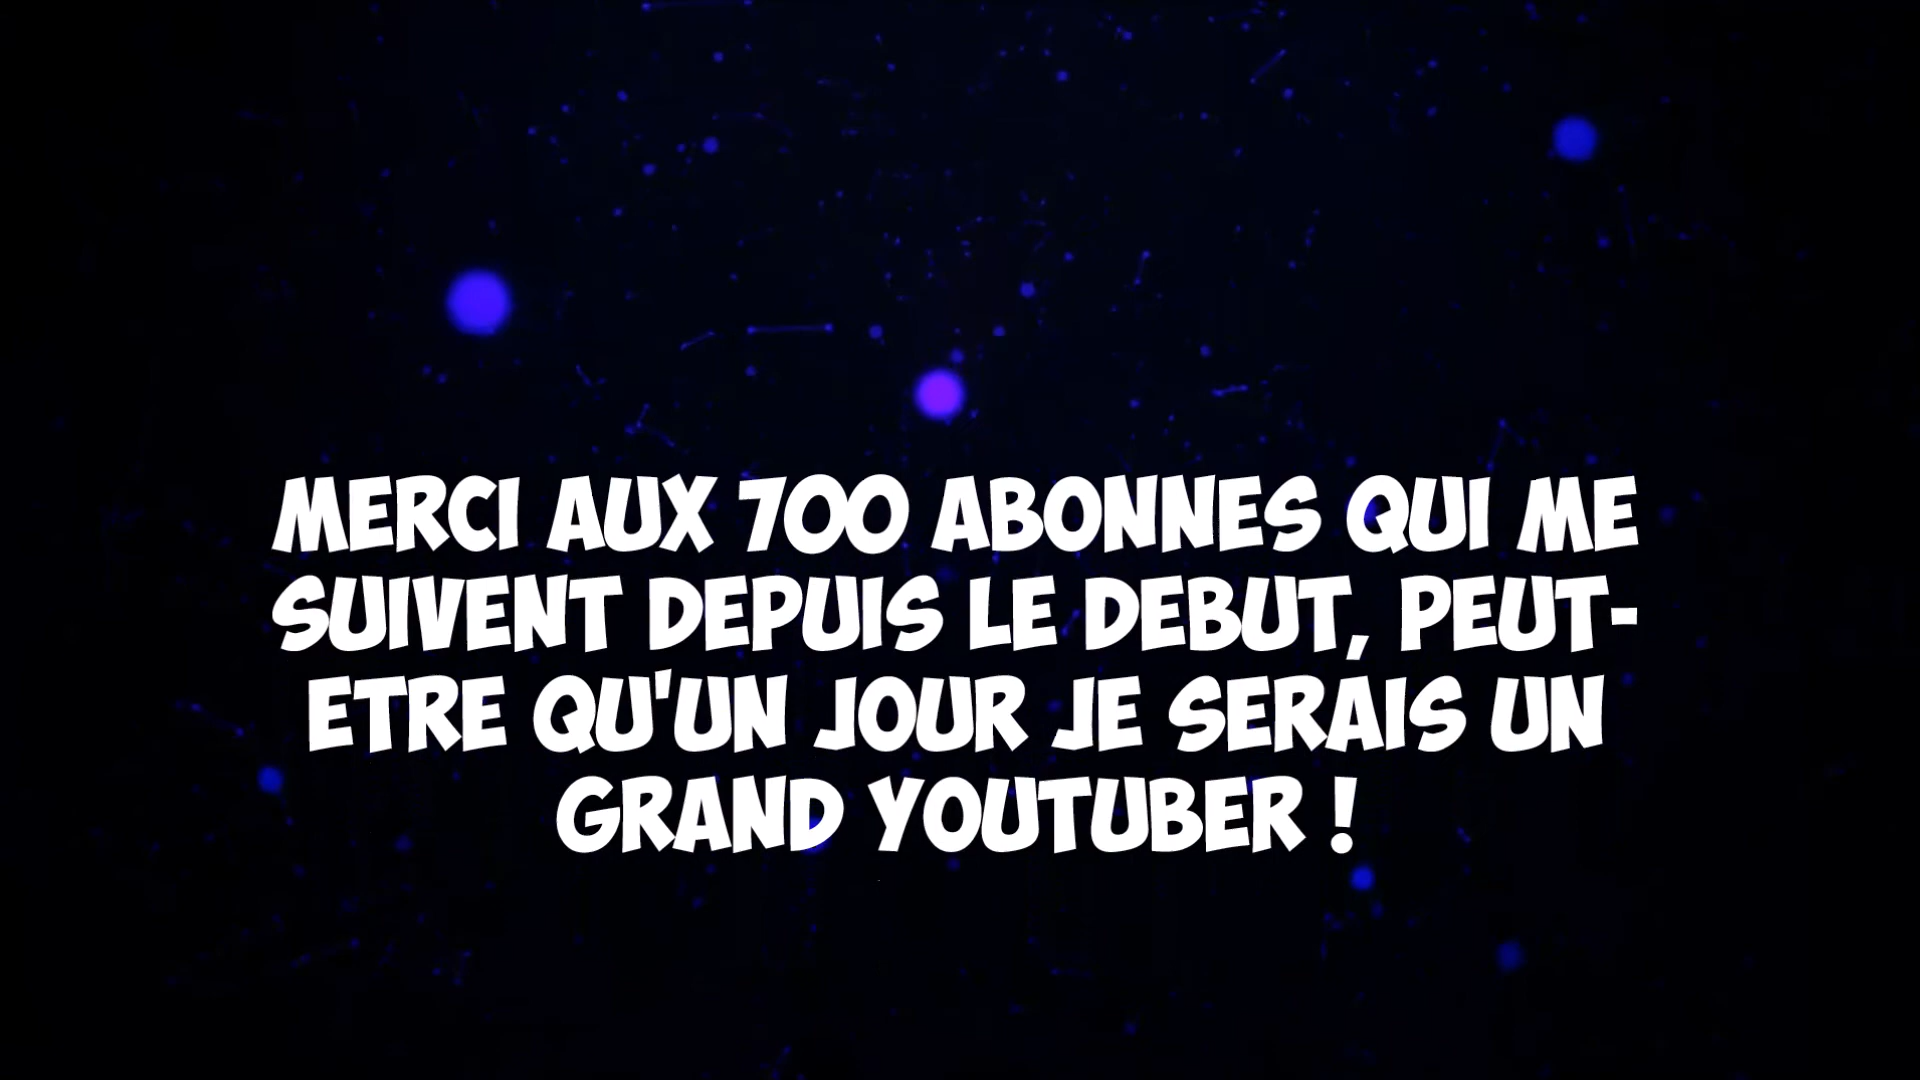 MERCI AUX 700 ABONNES QUI ME
SUIVENT DEPUIS LE DEBUT, PEUT-
ETRE QU'UN JOUR JE SERAIS UN
GRAND YOUTUBER !